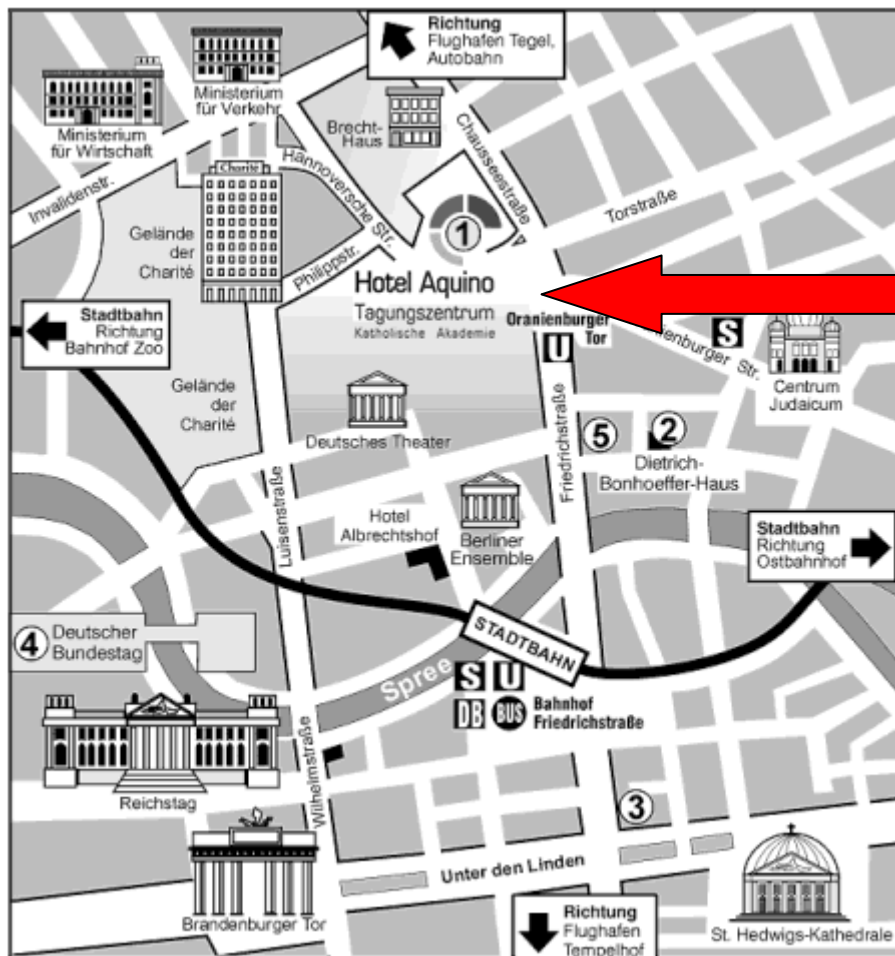 Richtung
Flughafen Tegel,
Autobahn
Ministerium
für Verkehr
Ministerium
für Wirtschaft
Brecht-
Haus
Chausseestraße
Charité
Hannoversche Str.
Invalidenstr.
Torstraße
Gelände
der
Charité
Philippstr.
1
Hotel Aquino
Tagungszentrum
Katholische Akademie
Stadtbahn
Richtung
Bahnhof Zoo
Oranienburger
Tor
U
S
ienburger Str.
Centrum
Judaicum
Gelände
der
Charité
Deutsches Theater
Friedrichstraße
5
2
Dietrich-
Bonhoeffer-Haus
Luisenstraße
Hotel
Albrechtshof
Berliner
Ensemble
Stadtbahn
Richtung
Ostbahnhof
4
Deutscher
Bundestag
STADTBAHN
Spree
S U
DB BUS
Bahnhof
Friedrichstraße
Reichstag
Wilhelmstraße
3
Unter den Linden
Brandenburger Tor
Richtung
Flughafen
Tempelhof
St. Hedwigs-Kathedrale